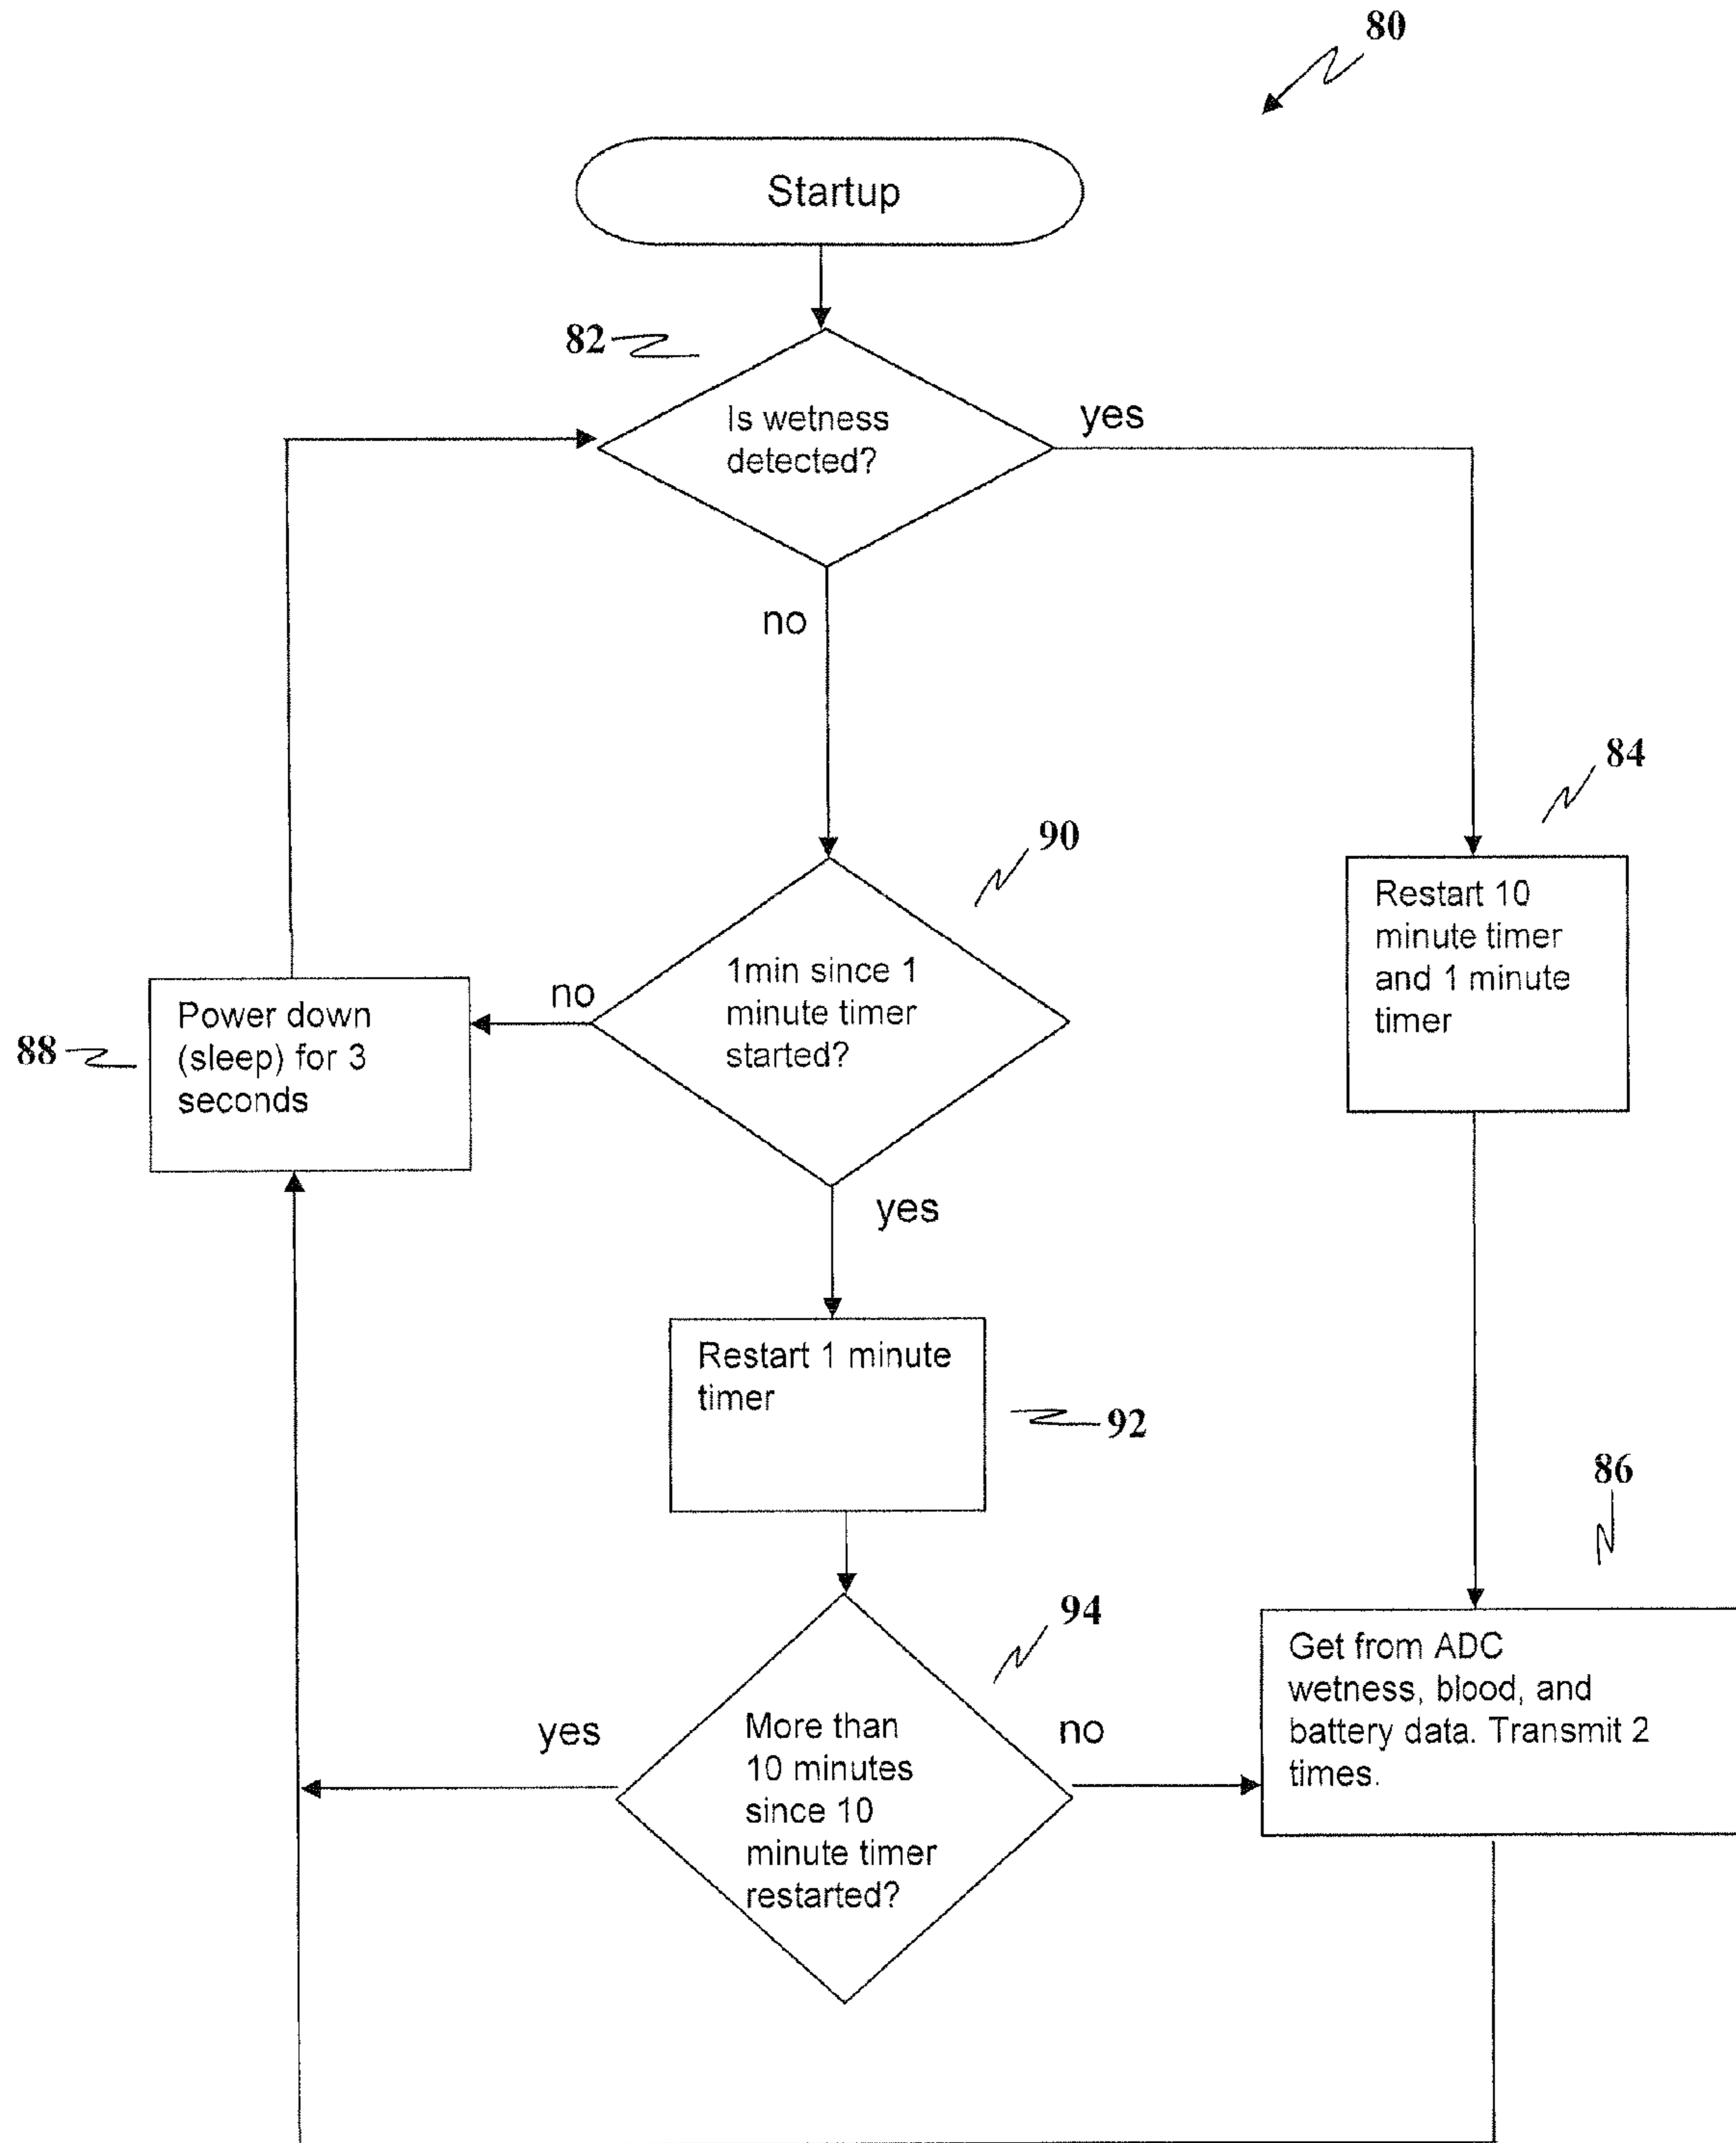 80
Startup
82
Is wetness
detected?
yes
no
84
Restart 10
minute timer
and 1 minute
timer
90
1min since 1
minute timer
started?
no
88
Power down
(sleep) for 3
seconds
yes
Restart 1 minute
timer
92
86
94
Get from ADC
wetness, blood, and
battery data. Transmit 2
times.
yes
More than
10 minutes
since 10
minute timer
restarted?
no